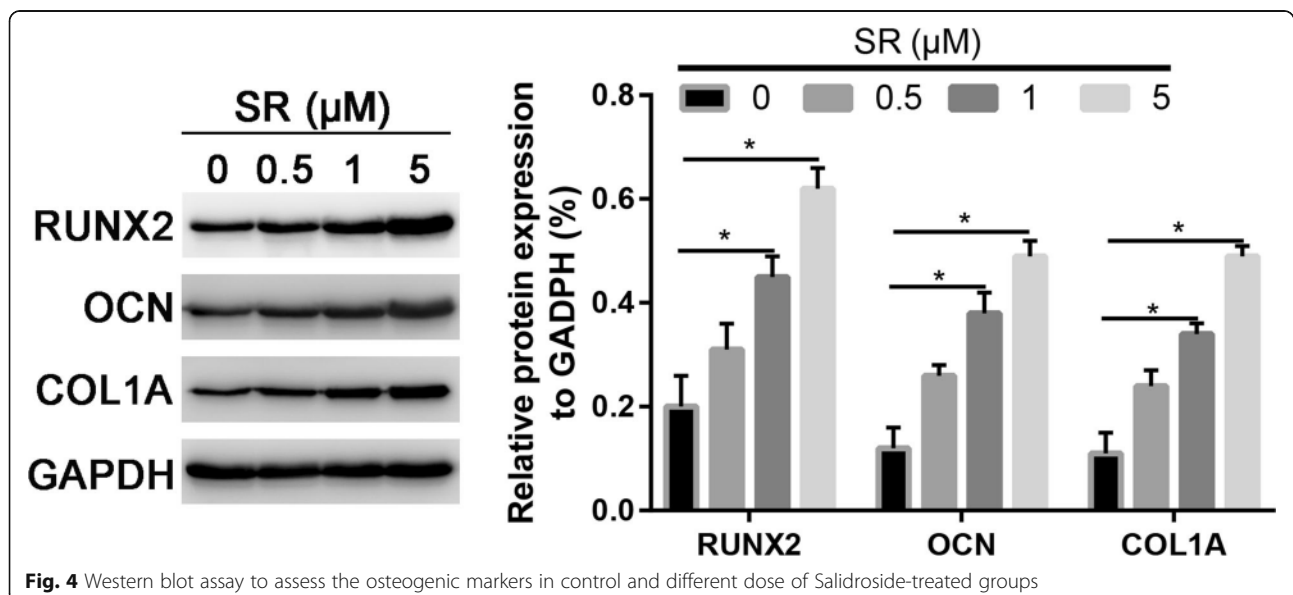 SR (µM)
0 0.5 1 5
RUNX2
OCN
COL1A
GAPDH
SR (µM)
0 0.5 1 5
Relative protein expression
to GADPH (%)
0.8
0.6
0.4
0.2
0.0
* *
* *
* *
RUNX2 OCN COL1A
Fig. 4 Western blot assay to assess the osteogenic markers in control and different dose of Salidroside-treated groups